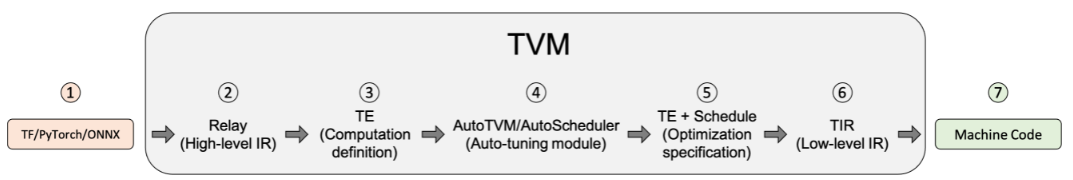 TVM
①
TF/PyTorch/ONNX
②
Relay
(High-level IR)
③
TE
(Computation
definition)
④
AutoTVM/AutoScheduler
(Auto-tuning module)
⑤
TE + Schedule
(Optimization
specification)
⑥
TIR
(Low-level IR)
⑦
Machine Code